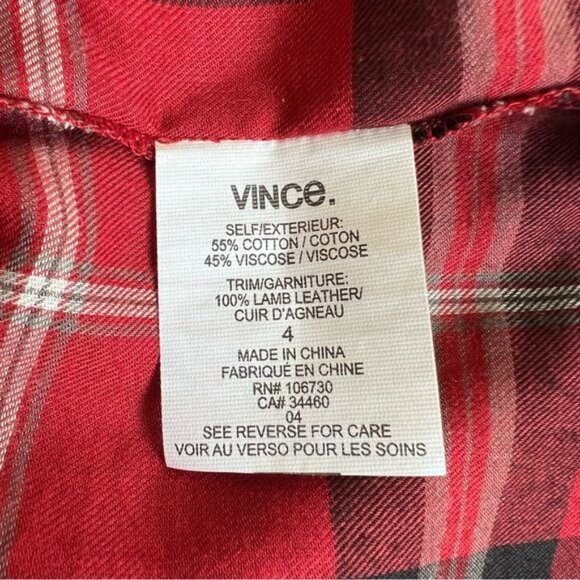 VINCe.
SELF/EXTERIEUR:
55% COTTON / COTON
45% VISCOSE / VISCOSE
TRIM/GARNITURE:
100% LAMB LEATHER/
CUIR D'AGNEAU
4
MADE IN CHINA
FABRIQUÉ EN CHINE
RN# 106730
CA# 34460
04
SEE REVERSE FOR CARE
VOIR AU VERSO POUR LES SOINS